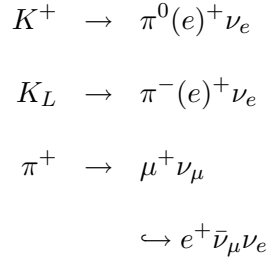 K⁺ → π⁰(e)⁺ν_e
K_L → π⁻(e)⁺ν_e
π⁺ → μ⁺ν_μ
↪ e⁺ν̄_μν_e